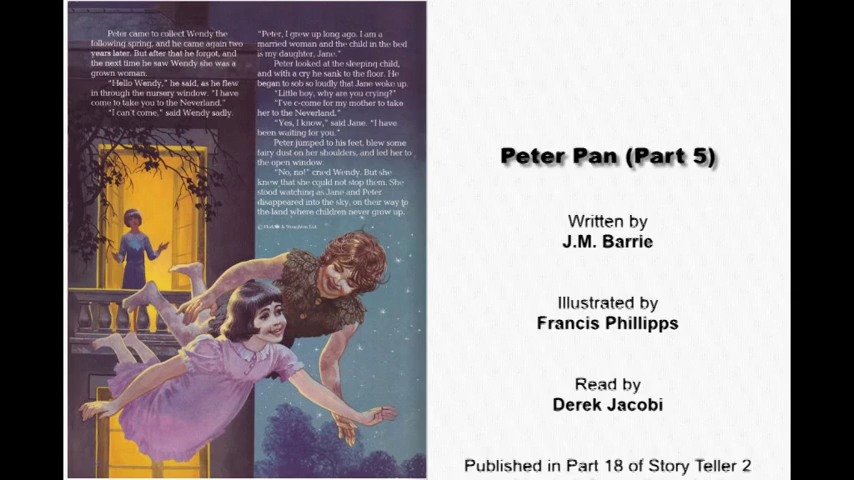 Peter came to collect Wendy the
following spring, and he came again two
years later. But after that he forgot, and
the next time he saw Wendy she was a
grown woman.
"Hello Wendy," he said, as he flew
in through the nursery window. "I have
come to take you to the Neverland."
"I can't come," said Wendy sadly.
"Peter, I grew up long ago. I am a
married woman and the child in the bed
is my daughter, Jane."
Peter looked at the sleeping child,
and with a cry he sank to the floor. He
began to sob so loudly that Jane woke up.
"Little boy, why are you crying?"
"I've c-come for my mother to take
her to the Neverland."
"Yes, I know," said Jane. "I have
been waiting for you."
Peter jumped to his feet, blew some
fairy dust on her shoulders, and led her to
the open window.
"No, no!" cried Wendy. But she
knew that she could not stop them. She
stood watching as Jane and Peter
disappeared into the sky, on their way to
the land where children never grow up.
© Hodder & Stoughton Ltd.
Peter Pan (Part 5)
Written by
J.M. Barrie
Illustrated by
Francis Phillipps
Read by
Derek Jacobi
Published in Part 18 of Story Teller 2